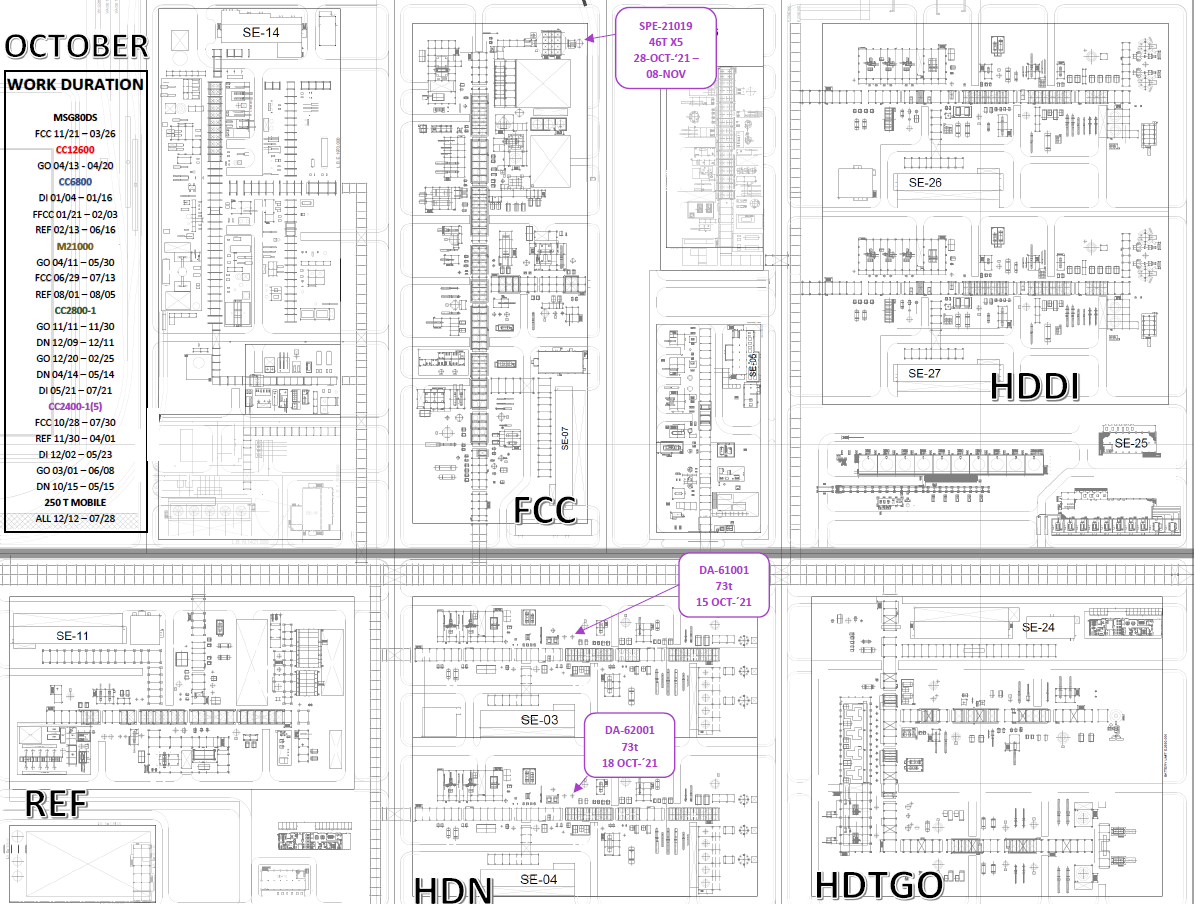 OCTOBER
WORK DURATION
MSG80DS
FCC 11/21 – 03/26
CC12600
GO 04/13 - 04/20
CC6800
DI 01/04 – 01/16
FFCC 01/21 – 02/03
REF 02/13 – 06/16
M21000
GO 04/11 – 05/30
FCC 06/29 – 07/13
REF 08/01 – 08/05
CC2800-1
GO 11/11 – 11/30
DN 12/09 – 12/11
GO 12/20 – 02/25
DN 04/14 – 05/14
DI 05/21 – 07/21
CC2400-1(5)
FCC 10/28 – 07/30
REF 11/30 – 04/01
DI 12/02 – 05/23
GO 03/01 – 06/08
DN 10/15 – 05/15
250 T MOBILE
ALL 12/12 – 07/28
SE-14
SPE-21019
46T X5
28-OCT-'21 –
08-NOV
SE-26
SE-27
HDDI
SE-05
SE-07
FCC
SE-25
SE-11
REF
DA-61001
73t
15 OCT-´21
SE-03
DA-62001
73t
18 OCT-´21
SE-04
HDN
SE-24
HDTGO